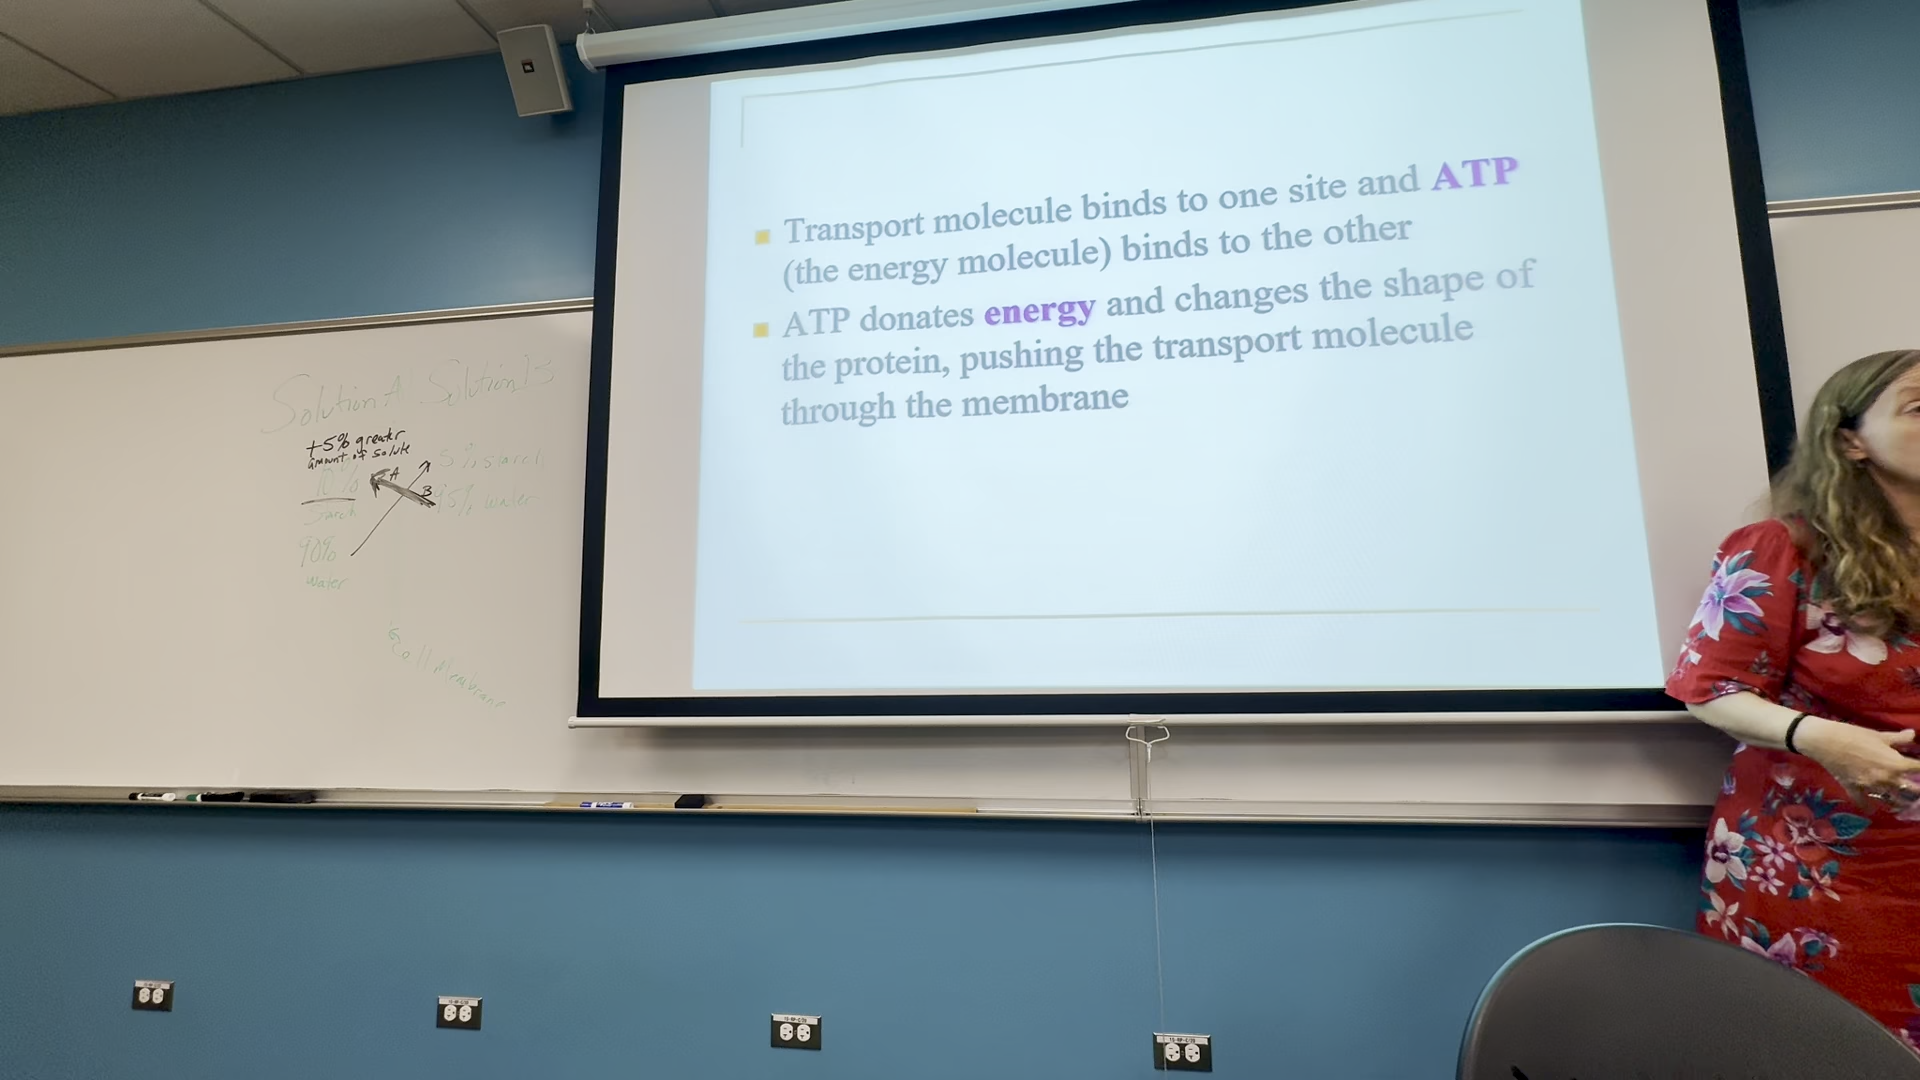 Transport molecule binds to one site and ATP
(the energy molecule) binds to the other
ATP donates energy and changes the shape of
the protein, pushing the transport molecule
through the membrane
Solution A Solution B
+5% greater
amount of solute
10%
Starch
90%
water
A
B
5% starch
95% water
Cell Membrane